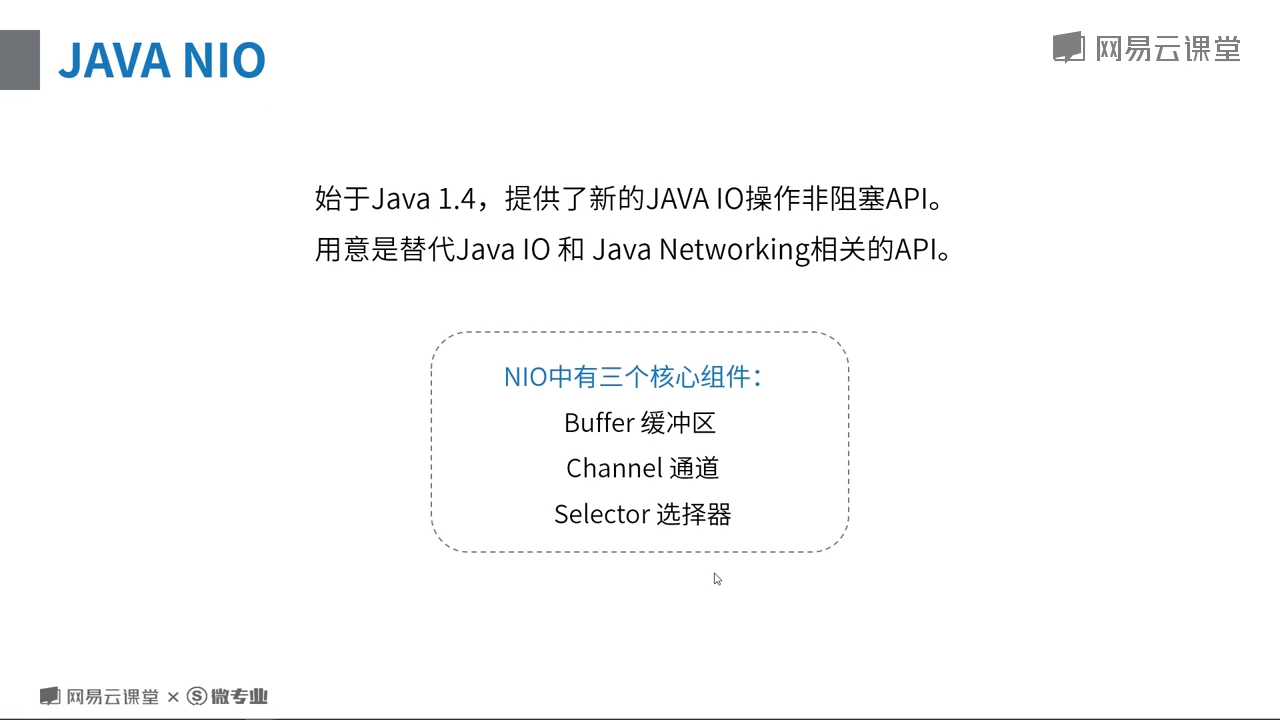 JAVA NIO
网易云课堂
始于Java 1.4，提供了新的JAVA IO操作非阻塞API。
用意是替代Java IO 和 Java Networking相关的API。
NIO中有三个核心组件：
Buffer 缓冲区
Channel 通道
Selector 选择器
网易云课堂 × S 微专业